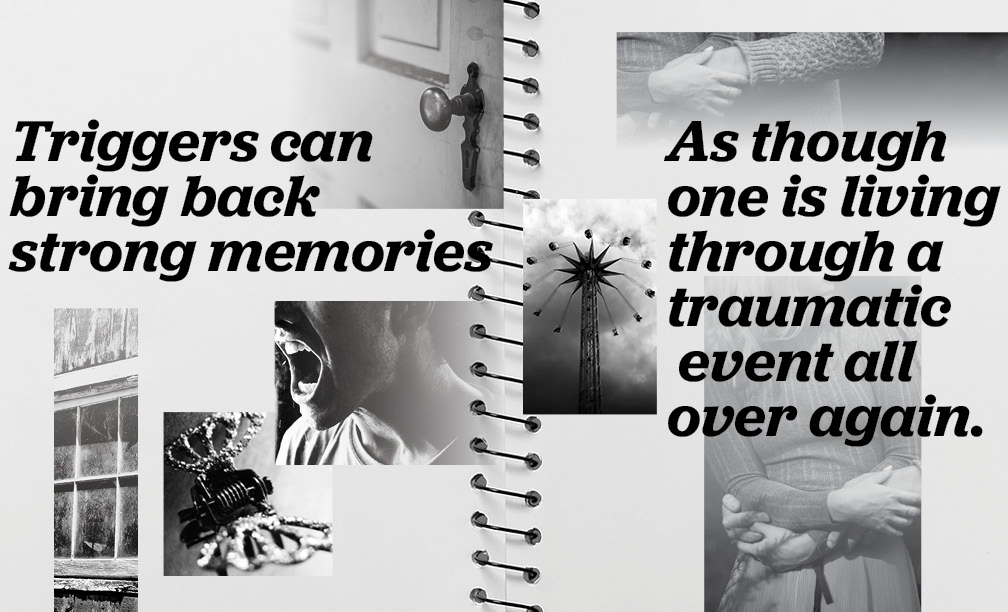 Triggers can
bring back
strong memories
As though
one is living
through a
traumatic
event all
over again.